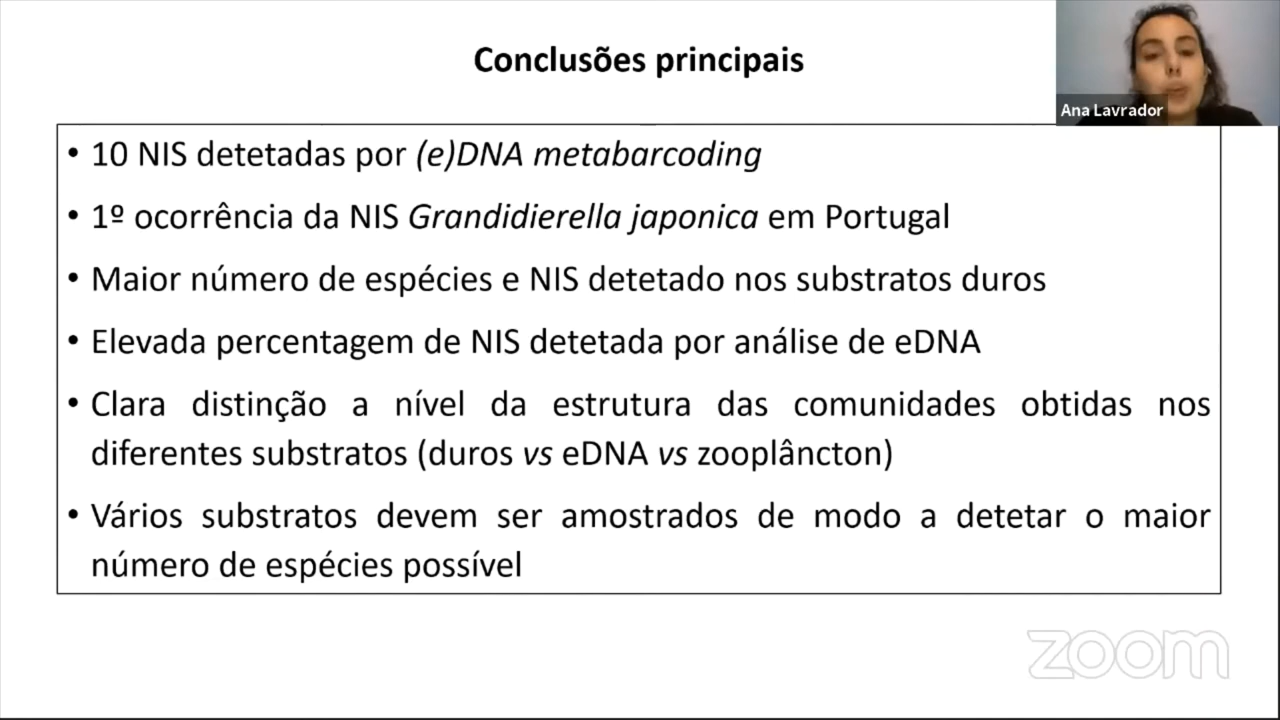 Conclusões principais
Ana Lavrador
• 10 NIS detetadas por (e)DNA metabarcoding
• 1º ocorrência da NIS Grandidierella japonica em Portugal
• Maior número de espécies e NIS detetado nos substratos duros
• Elevada percentagem de NIS detetada por análise de eDNA
• Clara distinção a nível da estrutura das comunidades obtidas nos
diferentes substratos (duros vs eDNA vs zooplâncton)
• Vários substratos devem ser amostrados de modo a detetar o maior
número de espécies possível
zoom